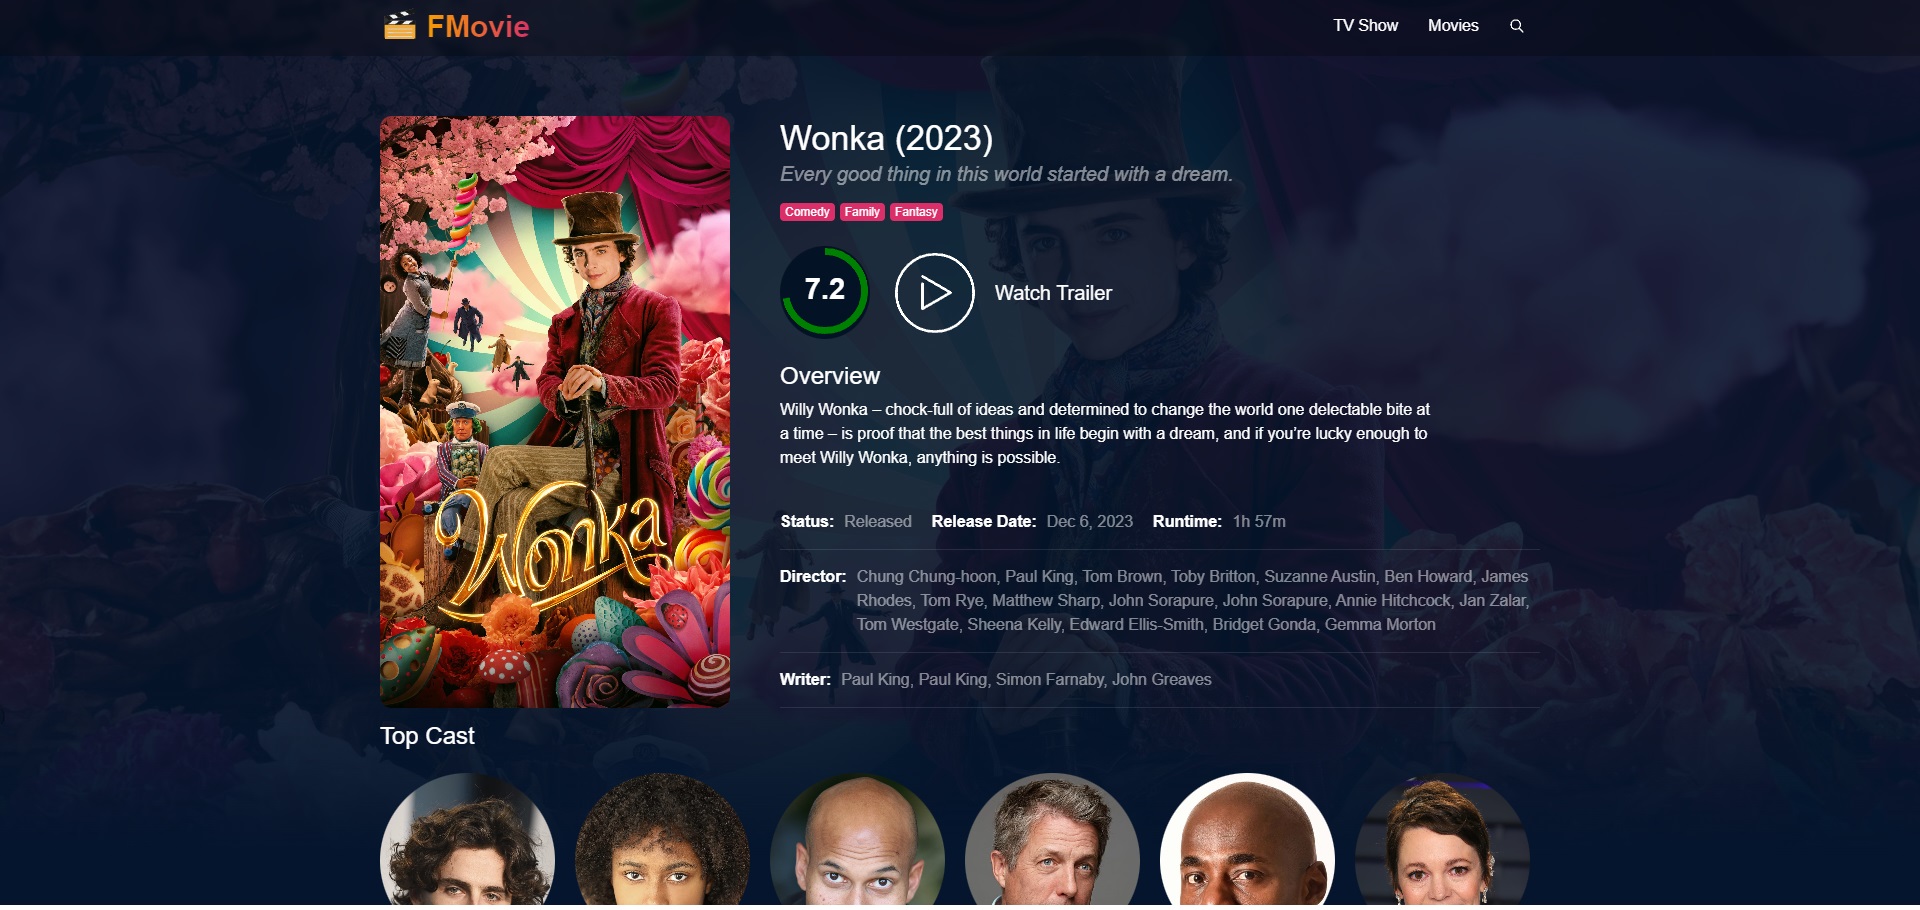 FMovie
TV Show
Movies
Wonka (2023)
Every good thing in this world started with a dream.
Comedy
Family
Fantasy
7.2
Watch Trailer
Overview
Willy Wonka – chock-full of ideas and determined to change the world one delectable bite at
a time – is proof that the best things in life begin with a dream, and if you’re lucky enough to
meet Willy Wonka, anything is possible.
Status: Released Release Date: Dec 6, 2023 Runtime: 1h 57m
Director: Chung Chung-hoon, Paul King, Tom Brown, Toby Britton, Suzanne Austin, Ben Howard, James
Rhodes, Tom Rye, Matthew Sharp, John Sorapure, John Sorapure, Annie Hitchcock, Jan Zalar,
Tom Westgate, Sheena Kelly, Edward Ellis-Smith, Bridget Gonda, Gemma Morton
Writer: Paul King, Paul King, Simon Farnaby, John Greaves
Wonka
Top Cast